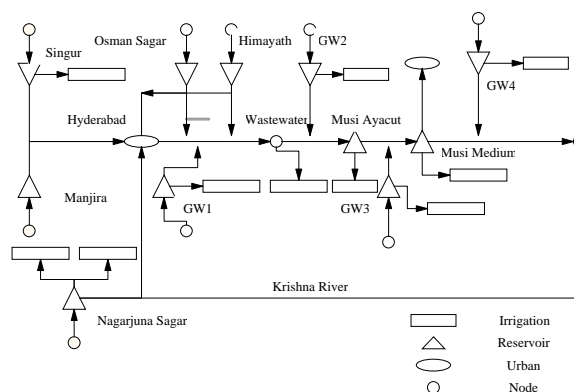 Singur
Osman Sagar
Himayath
GW2
GW4
Hyderabad
Wastewater
Musi Ayacut
Musi Medium
Manjira
GW1
GW3
Krishna River
Nagarjuna Sagar
Irrigation
Reservoir
Urban
Node